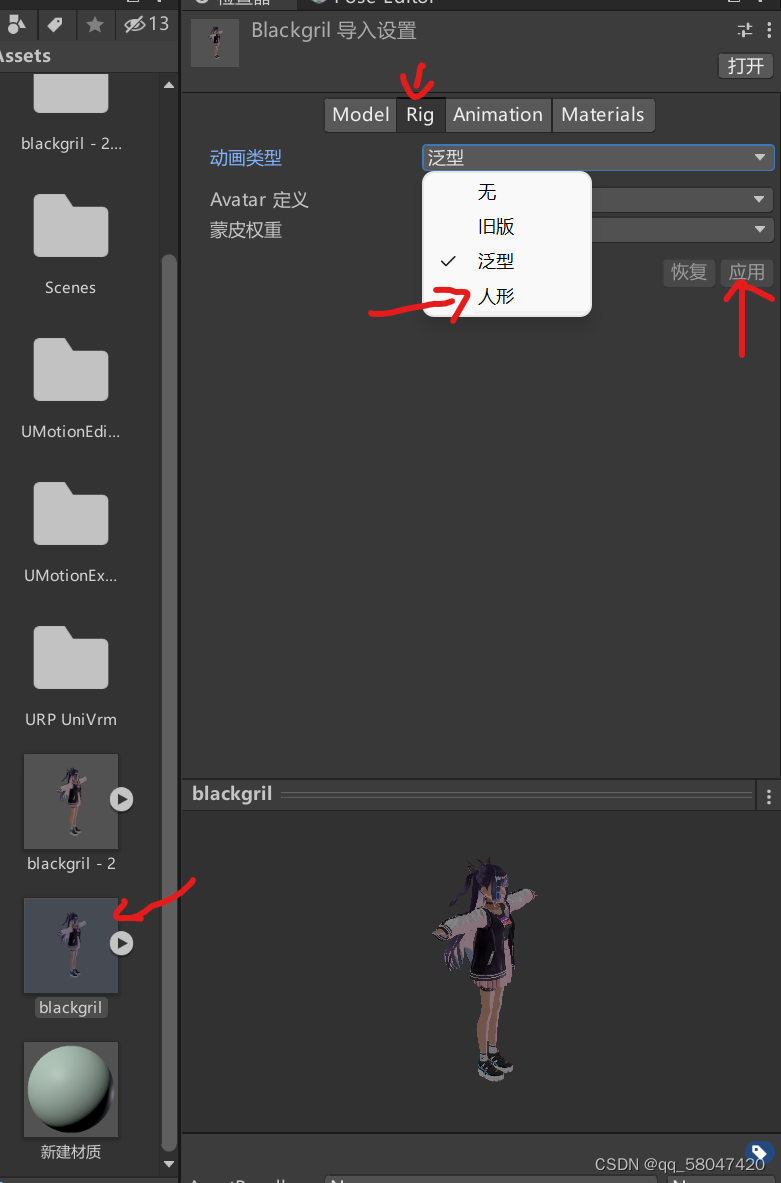 13
Blackgril 导入设置
Assets
打开
Model
Rig
Animation
Materials
blackgril - 2...
动画类型
泛型
Avatar 定义
蒙皮权重
无
旧版
泛型
人形
恢复
应用
Scenes
UMotionEdi...
UMotionEx...
URP UniVrm
blackgril
blackgril - 2
blackgril
新建材质
CSDN @qq_58047420